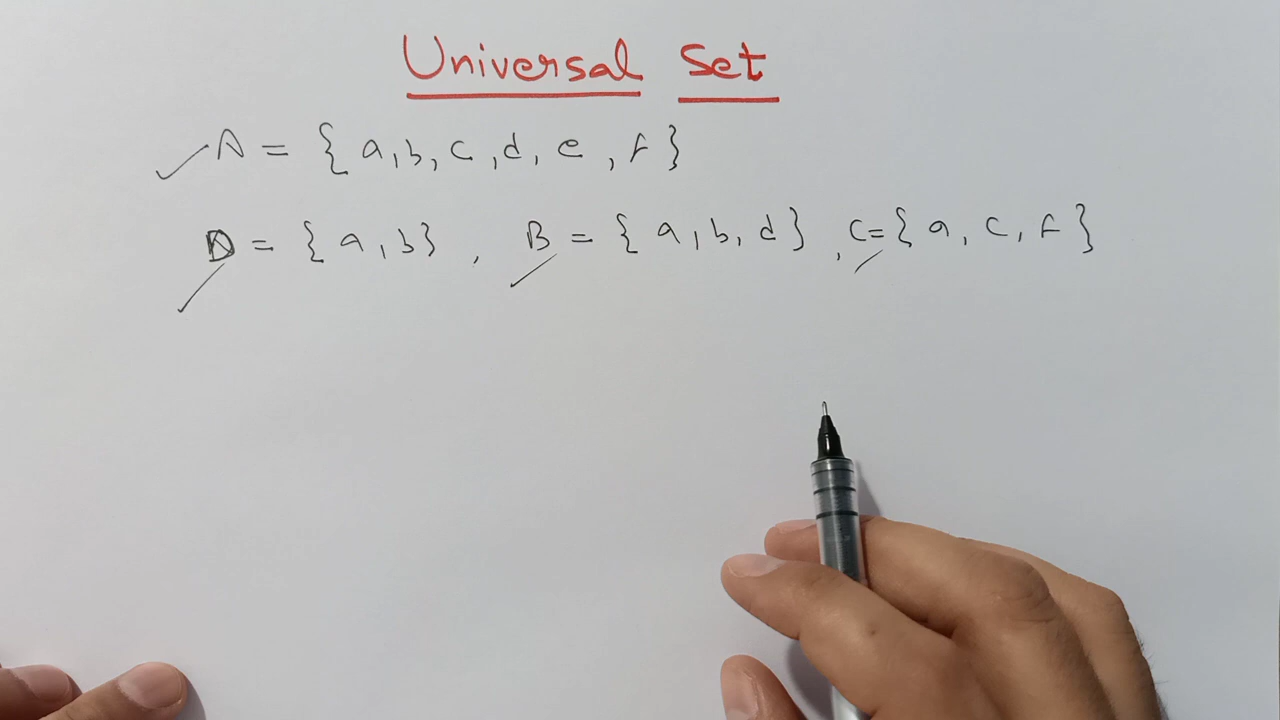 Universal Set
A = { a, b, c, d, e, f }
D = { a, b } , B = { a, b, d } , C = { a, c, f }